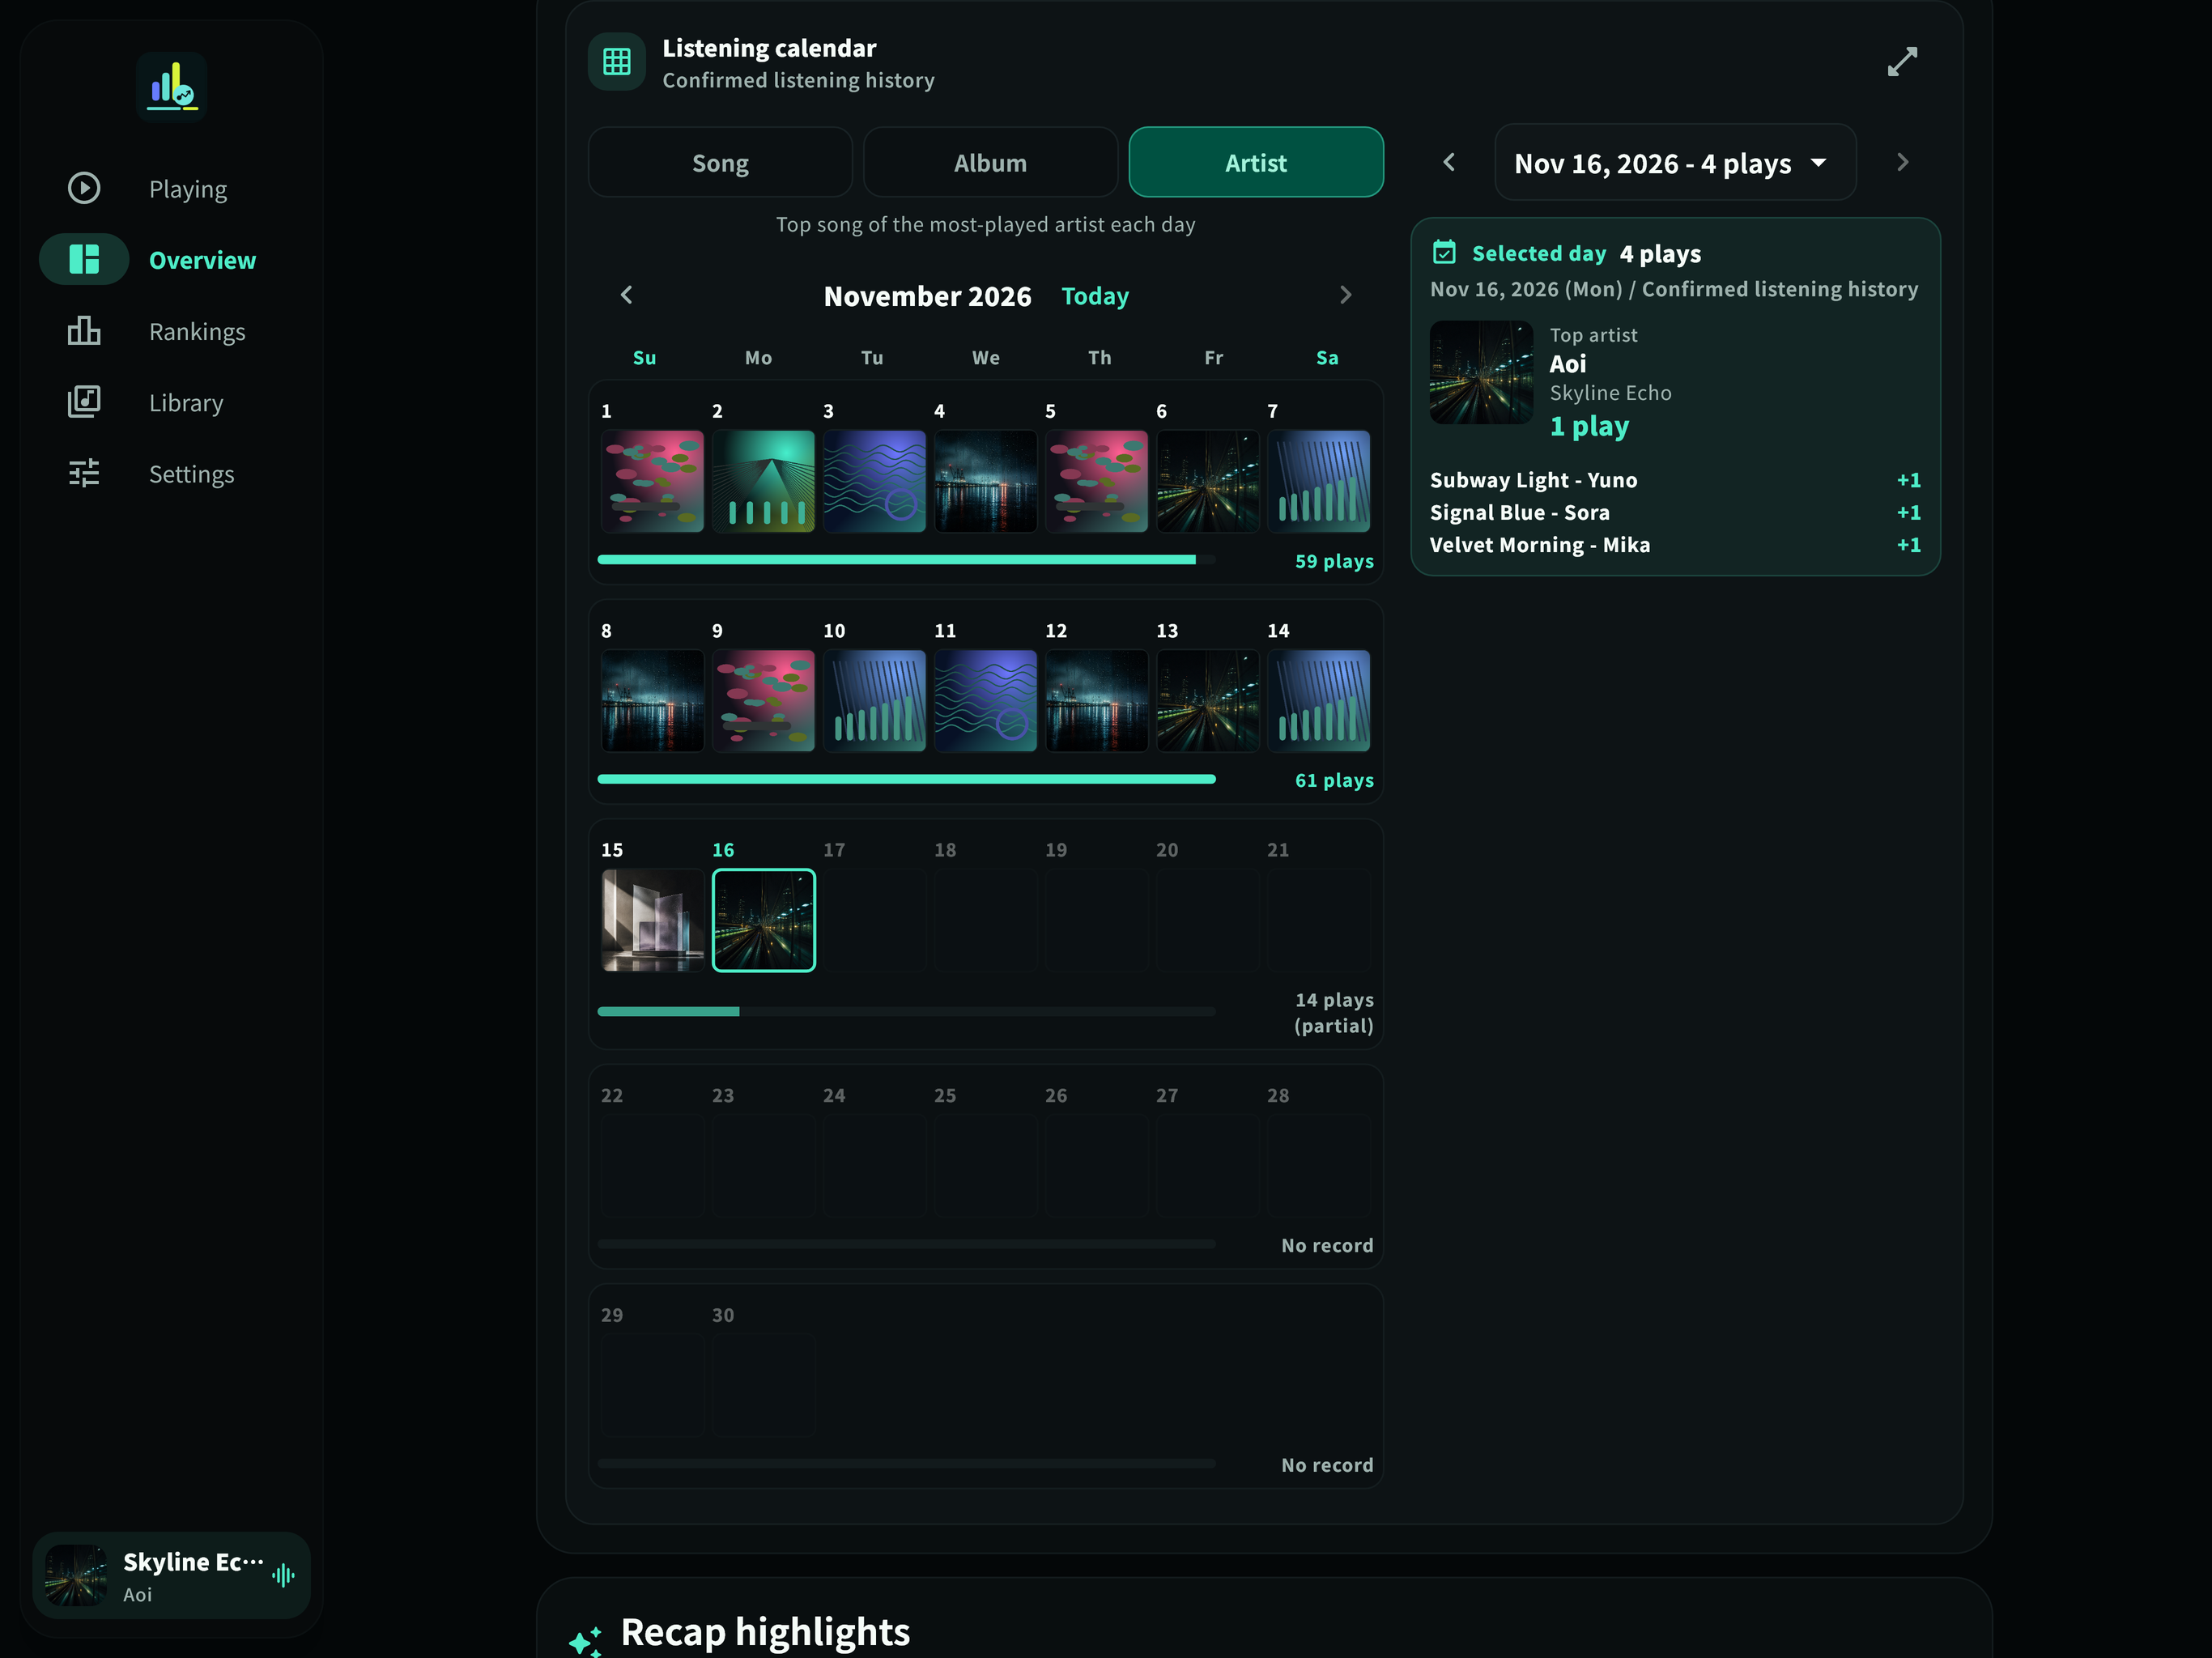 Listening calendar
Confirmed listening history
Song
Album
Artist
Top song of the most-played artist each day
November 2026
Today
Su Mo Tu We Th Fr Sa
1 2 3 4 5 6 7
59 plays
8 9 10 11 12 13 14
61 plays
15 16 17 18 19 20 21
14 plays
(partial)
22 23 24 25 26 27 28
No record
29 30
No record
Nov 16, 2026 - 4 plays
Selected day 4 plays
Nov 16, 2026 (Mon) / Confirmed listening history
Top artist
Aoi
Skyline Echo
1 play
Subway Light - Yuno +1
Signal Blue - Sora +1
Velvet Morning - Mika +1
Playing
Overview
Rankings
Library
Settings
Skyline Ec···
Aoi
Recap highlights